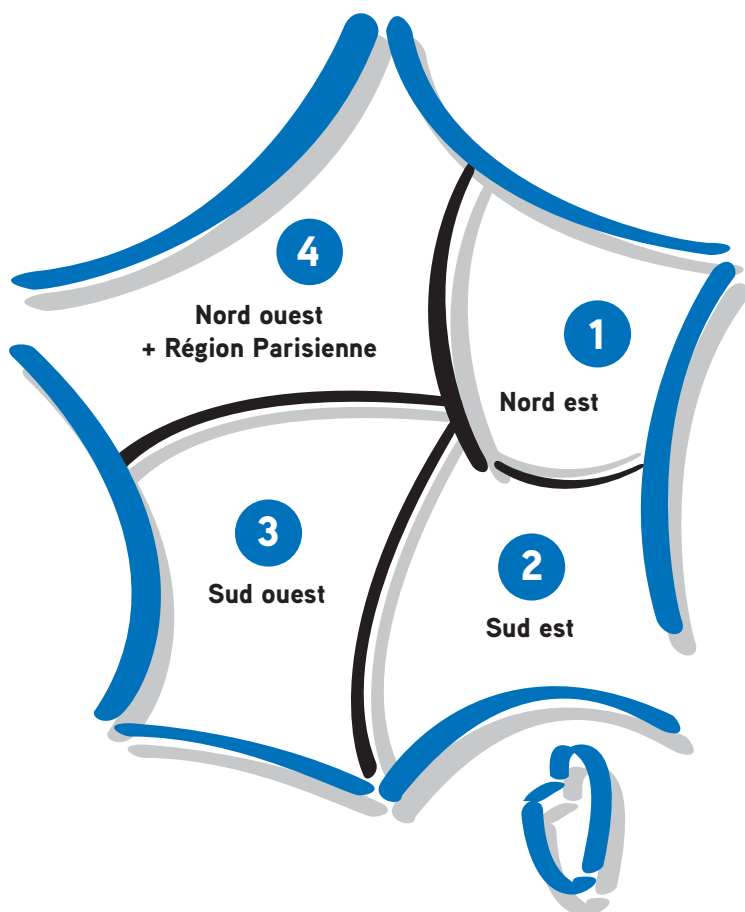 4
Nord ouest
+ Région Parisienne
1
Nord est
3
Sud ouest
2
Sud est